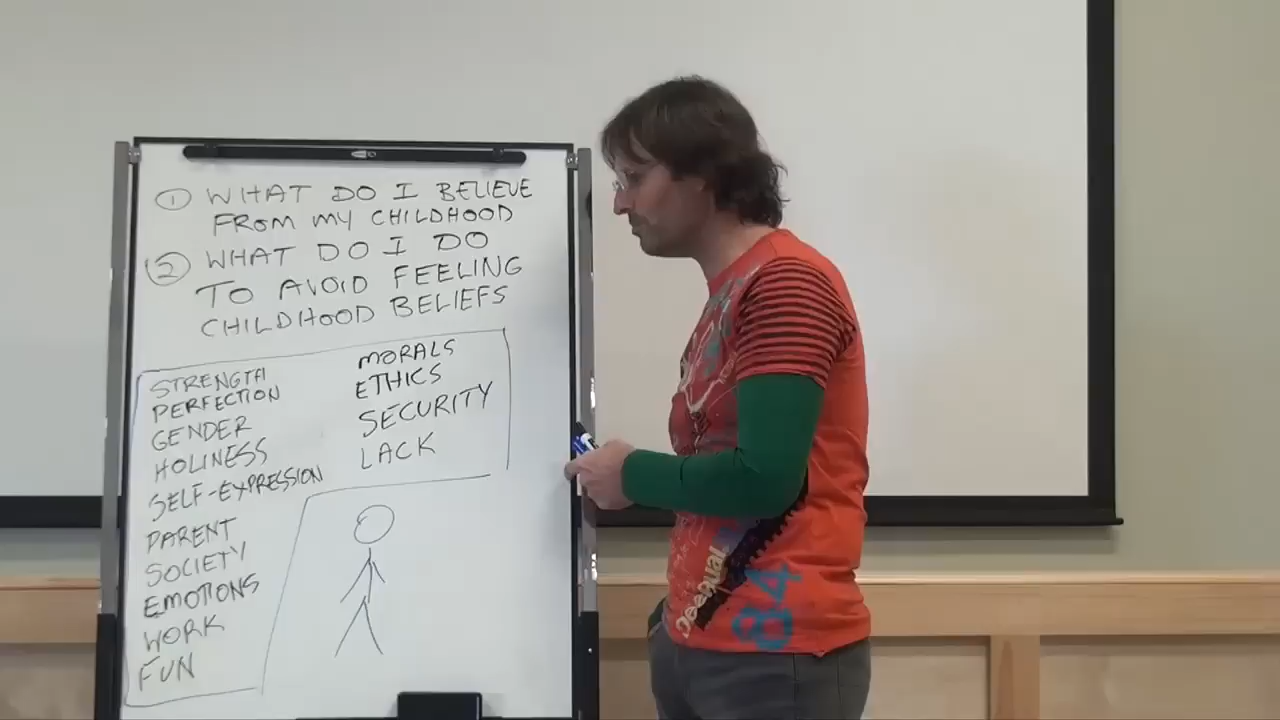 ① WHAT DO I BELIEVE
FROM MY CHILDHOOD
② WHAT DO I DO
TO AVOID FEELING
CHILDHOOD BELIEFS
STRENGTH
PERFECTION
GENDER
HOLINESS
SELF-EXPRESSION
PARENT
SOCIETY
EMOTIONS
WORK
FUN
MORALS
ETHICS
SECURITY
LACK
Desigual
84